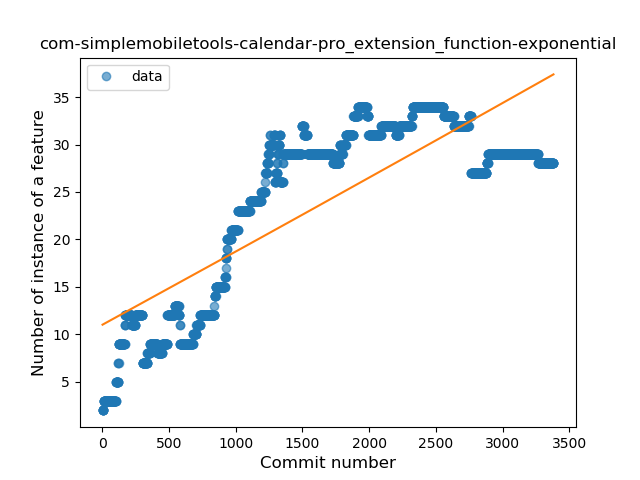 com-simplemobiletools-calendar-pro_extension_function-exponential
data
Number of instance of a feature
35
30
25
20
15
10
5
0 500 1000 1500 2000 2500 3000 3500
Commit number